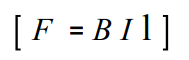 [ F = B I l ]